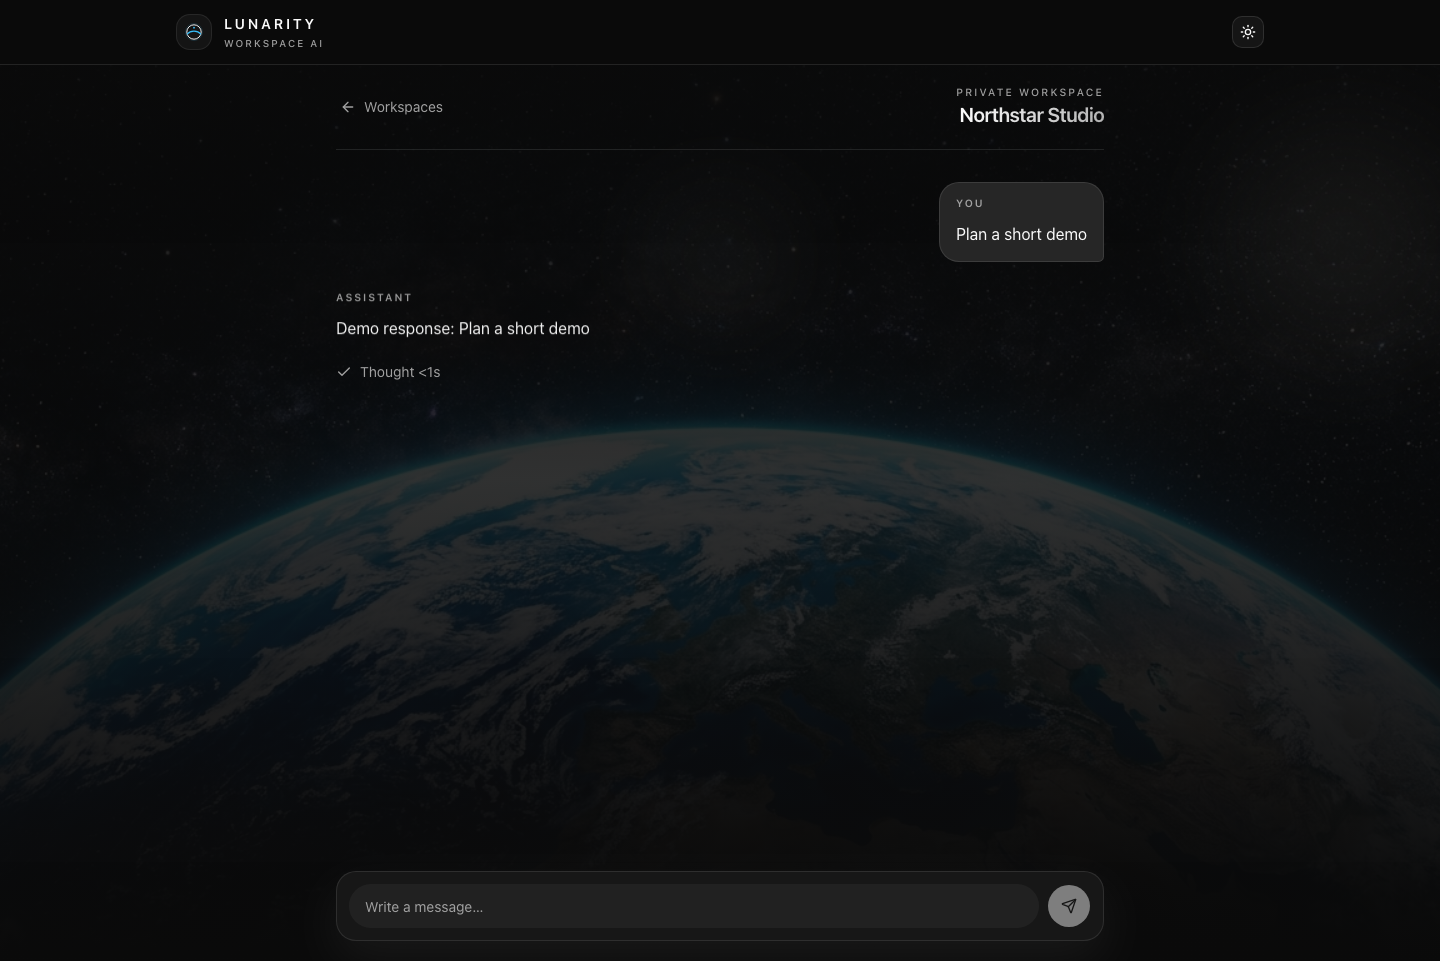 LUNARITY
WORKSPACE AI
Workspaces
PRIVATE WORKSPACE
Northstar Studio
YOU
Plan a short demo
ASSISTANT
Demo response: Plan a short demo
Thought <1s
Write a message...